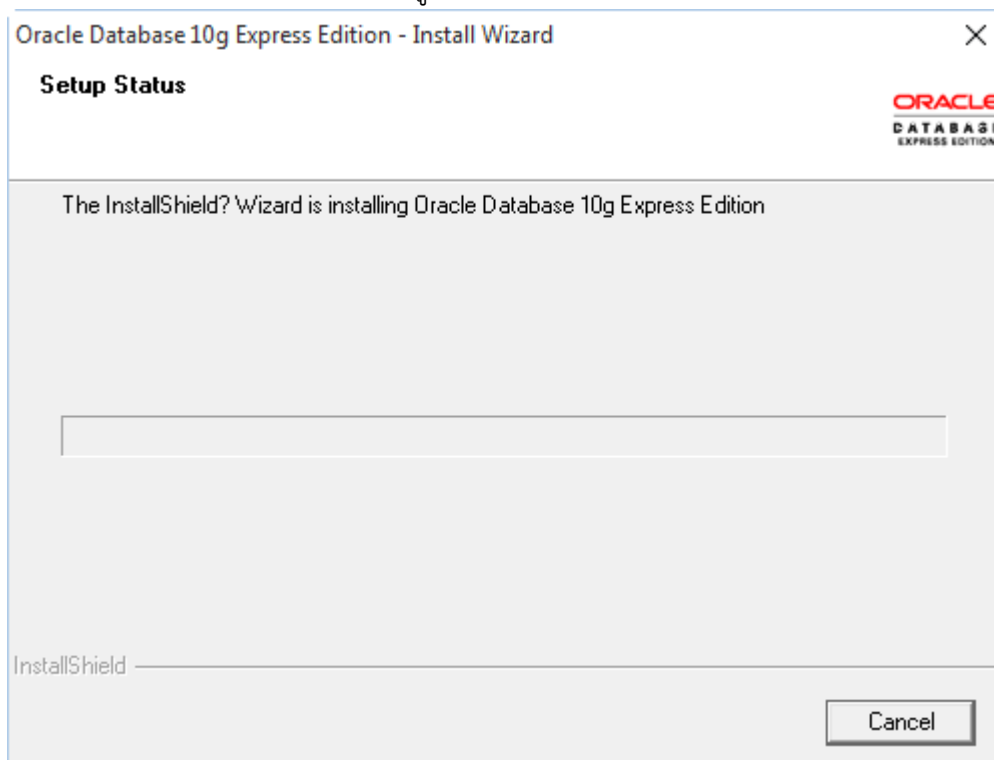 Oracle Database 10g Express Edition - Install Wizard
Setup Status
ORACLE
DATABASE
EXPRESS EDITION
The InstallShield? Wizard is installing Oracle Database 10g Express Edition
InstallShield
Cancel